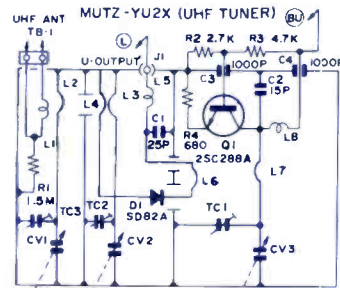 MUTZ-YU2X (UHF TUNER)
UHF ANT
TB-1
L
BU
R2 2.7K
R3 4.7K
U-OUTPUT
J1
C3
1000P
C4
1000P
L2
L4
L3
L5
C2
15P
L1
C1
25P
R4
680
Q1
2SC288A
L8
R1
1.5M
L6
L7
D1
SD82A
TC3
TC2
TC1
CV1
CV2
CV3